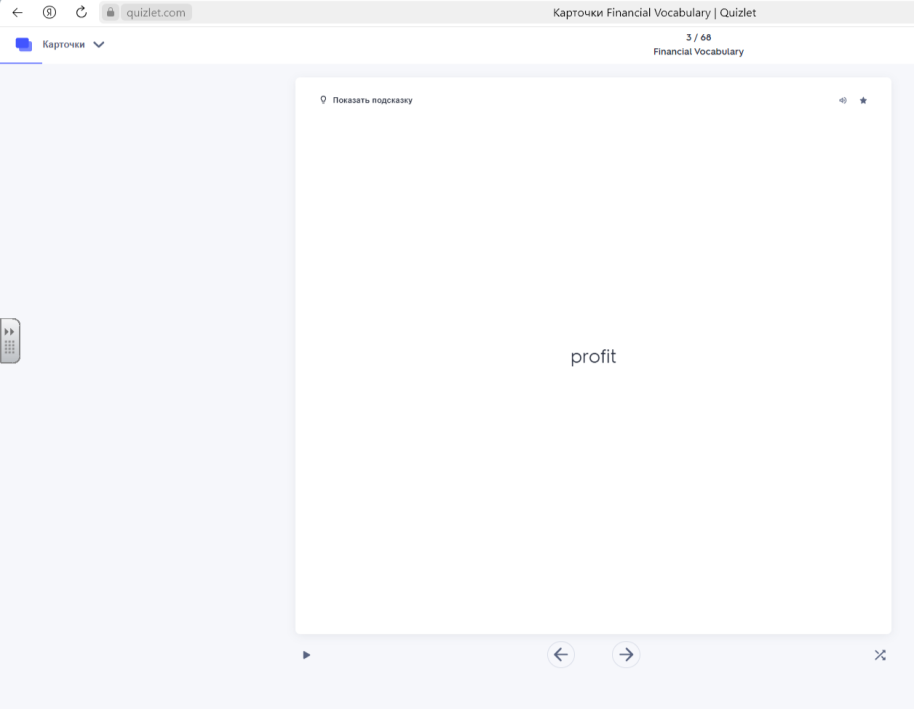 Я quizlet.com Карточки Financial Vocabulary | Quizlet
Карточки
3 / 68
Financial Vocabulary
Показать подсказку
profit